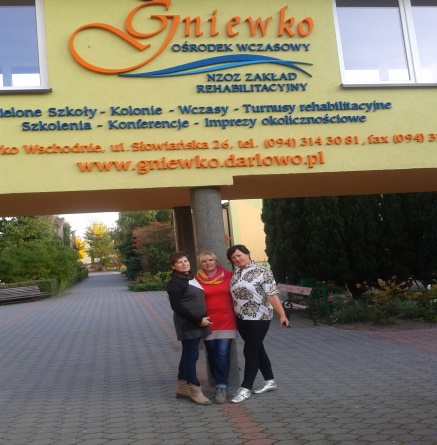 Gniewko
OŚRODEK WCZASOWY
NZOZ ZAKŁAD
REHABILITACYJNY
ielone Szkoły - Kolonie - Wczasy - Turnusy rehabilitacyjne
Szkolenia - Konferencje - Imprezy okolicznościowe
ko Wschodnie, ul. Słowiańska 26, tel. (094) 314 30 81, fax (094) 3
www.gniewko.darlowo.pl